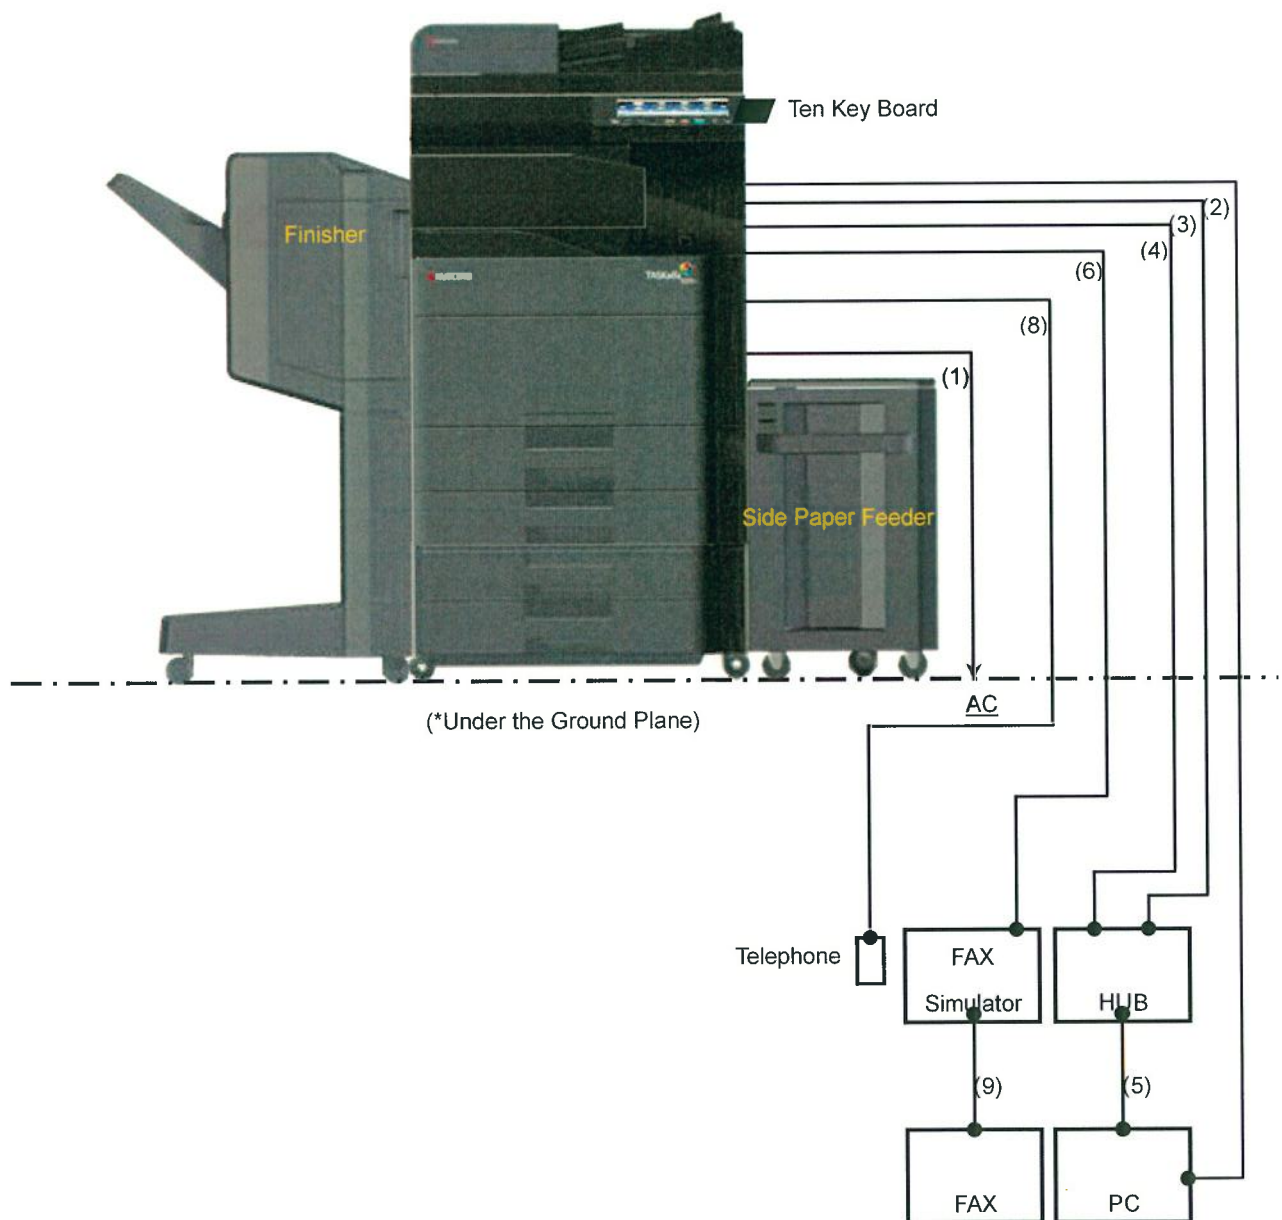 Ten Key Board
(2)
(3)
Finisher
(4)
(6)
TASKalfa
(8)
(1)
Side Paper Feeder
AC
(*Under the Ground Plane)
Telephone
FAX
Simulator
HUB
(9)
(5)
FAX
PC